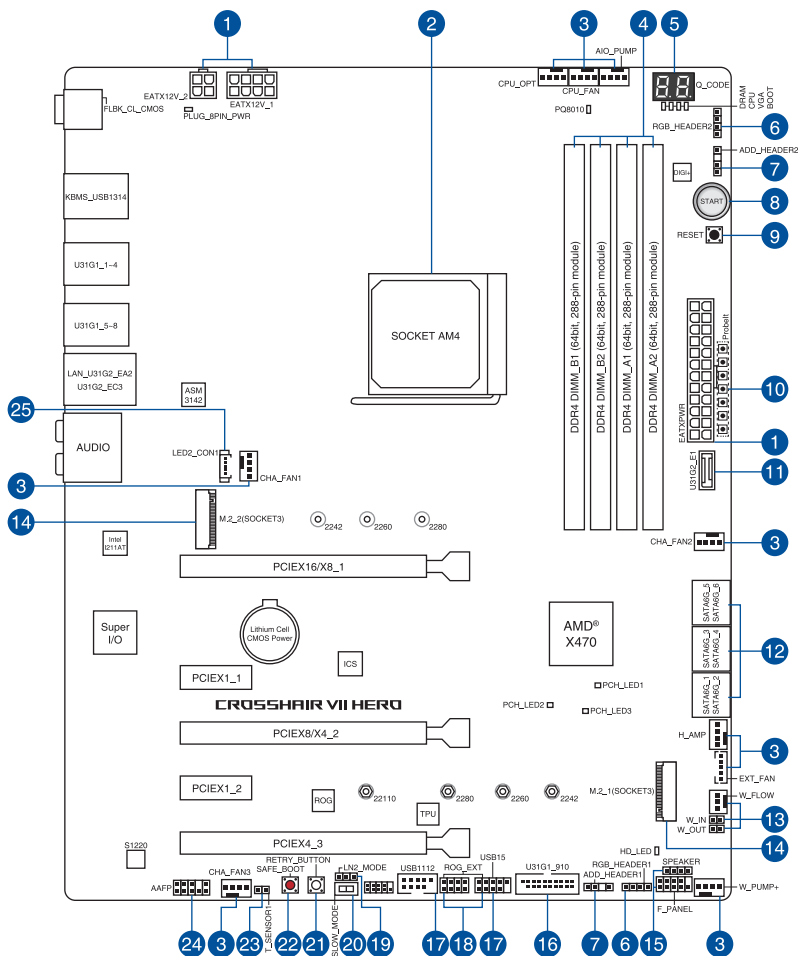 1
2
3
4
5
AIO_PUMP
CPU_OPT
CPU_FAN
EATX12V_2
EATX12V_1
PLUG_8PIN_PWR
FLBK_CL_CMOS
PQ8010
88
Q_CODE
DRAM
CPU
VGA
BOOT
RGB_HEADER2
6
ADD_HEADER2
7
DIGI+
START
8
RESET
9
KBMS_USB1314
U31G1_1-4
U31G1_5-8
LAN_U31G2_EA2
U31G2_EC3
AUDIO
ASM
3142
SOCKET AM4
DDR4 DIMM_B1 (64bit, 288-pin module)
DDR4 DIMM_B2 (64bit, 288-pin module)
DDR4 DIMM_A1 (64bit, 288-pin module)
DDR4 DIMM_A2 (64bit, 288-pin module)
EATXPWR
ProbeIt
10
1
U31G2_E1
11
25
LED2_CON1
3
CHA_FAN1
14
M.2_2(SOCKET3)
2242
2260
2280
CHA_FAN2
3
Intel
I211AT
PCIEX16/X8_1
Super
I/O
Lithium Cell
CMOS Power
ICS
AMD®
X470
SATA6G_5
SATA6G_6
SATA6G_3
SATA6G_4
SATA6G_1
SATA6G_2
12
PCIEX1_1
PCH_LED1
PCH_LED2
PCH_LED3
CROSSHAIR VII HERO
PCIEX8/X4_2
H_AMP
3
EXT_FAN
PCIEX1_2
ROG
22110
TPU
2280
2260
2242
M.2_1(SOCKET3)
W_FLOW
W_IN
W_OUT
13
14
PCIEX4_3
HD_LED
S1220
RETRY_BUTTON
SAFE_BOOT
LN2_MODE
USB1112
ROG_EXT
USB15
U31G1_910
RGB_HEADER1
ADD_HEADER1
SPEAKER
AAFP
CHA_FAN3
T_SENSOR1
SLOW_MODE
F_PANEL
W_PUMP+
24
3
23
22
21
20
19
17
18
17
16
7
6
15
3